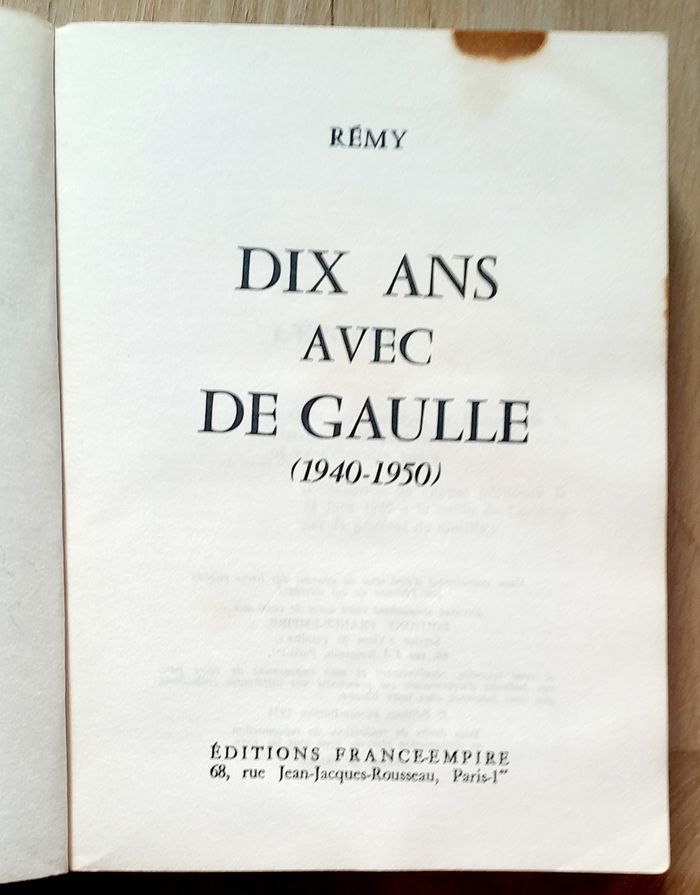 RÉMY
DIX ANS
AVEC
DE GAULLE
(1940-1950)
ÉDITIONS FRANCE-EMPIRE
68, rue Jean-Jacques-Rousseau, Paris-1er